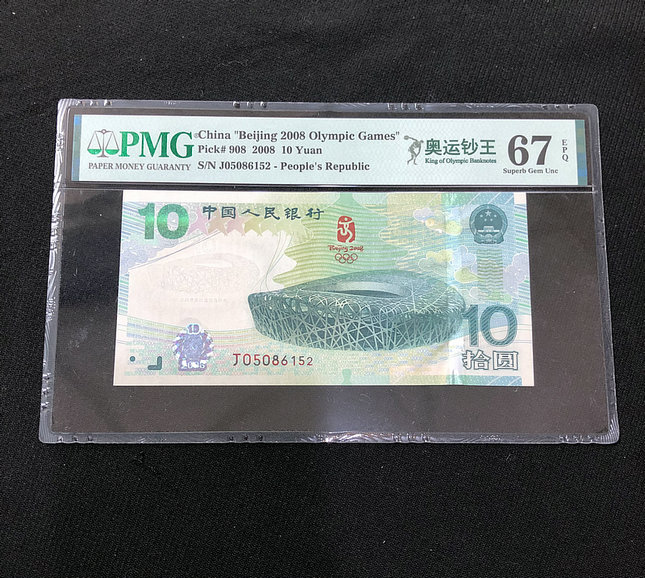 PMG
PAPER MONEY GUARANTY
China "Beijing 2008 Olympic Games"
Pick# 908 2008 10 Yuan
S/N J05086152 - People's Republic
奥运钞王
King of Olympic Banknotes
67 EPQ
Superb Gem Unc
10 中国人民银行
Beijing 2008
10
拾圆
10
2008
J05086152